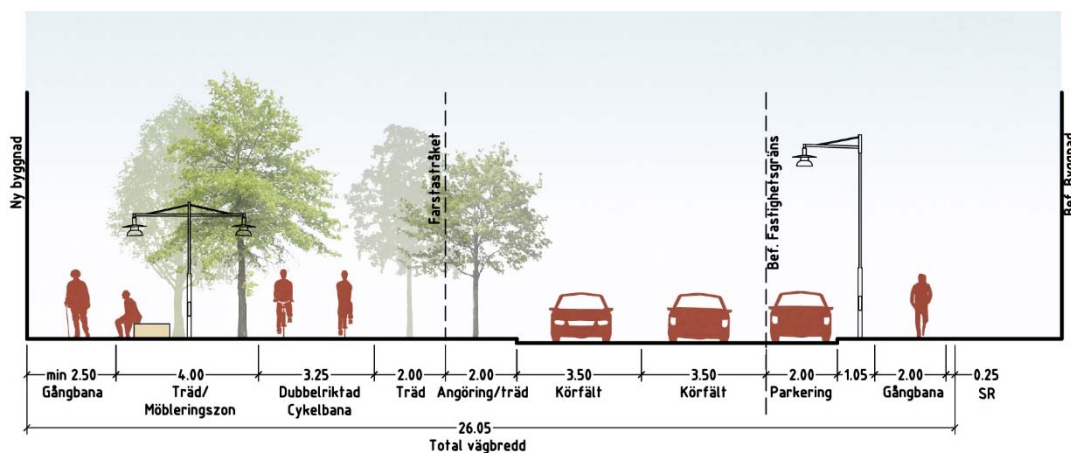 Ny byggnad
Farstastråket
Bef. Fastighetsgräns
Bef. Byggnad
min 2.50
Gångbana
4.00
Träd/
Möbleringszon
3.25
Dubbelriktad
Cykelbana
2.00
Träd
2.00
Angöring/träd
3.50
Körfält
3.50
Körfält
2.00
Parkering
1.05
2.00
Gångbana
0.25
SR
26.05
Total vägbredd